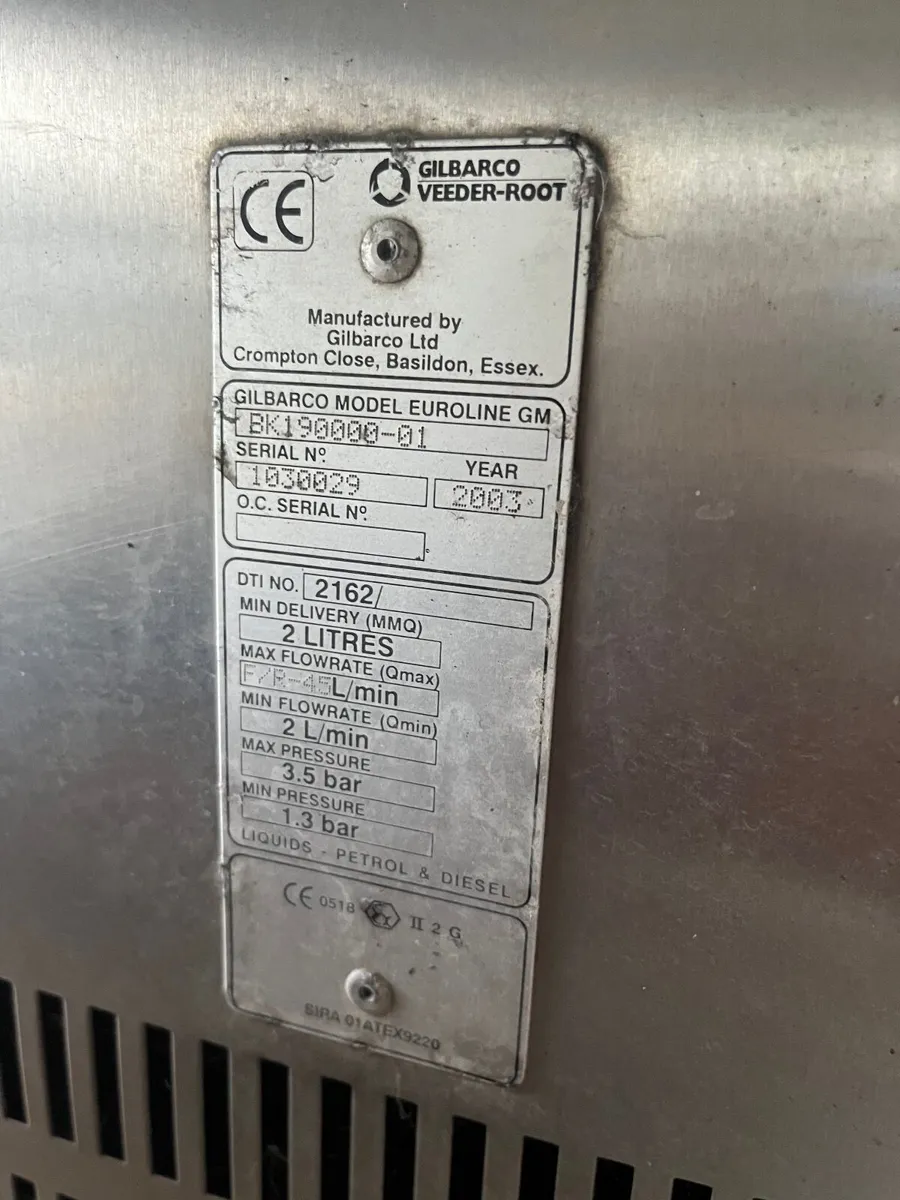 CE
GILBARCO
VEEDER-ROOT
Manufactured by
Gilbarco Ltd
Crompton Close, Basildon, Essex.
GILBARCO MODEL EUROLINE GM
BK190000-01
SERIAL Nº
YEAR
1030029
2003
O.C. SERIAL Nº
DTI NO. 2162/
MIN DELIVERY (MMQ)
2 LITRES
MAX FLOWRATE (Qmax)
F/R-45L/min
MIN FLOWRATE (Qmin)
2 L/min
MAX PRESSURE
3.5 bar
MIN PRESSURE
1.3 bar
LIQUIDS - PETROL & DIESEL
CE 0518 Ex II 2 G
SIRA 01ATEX9220